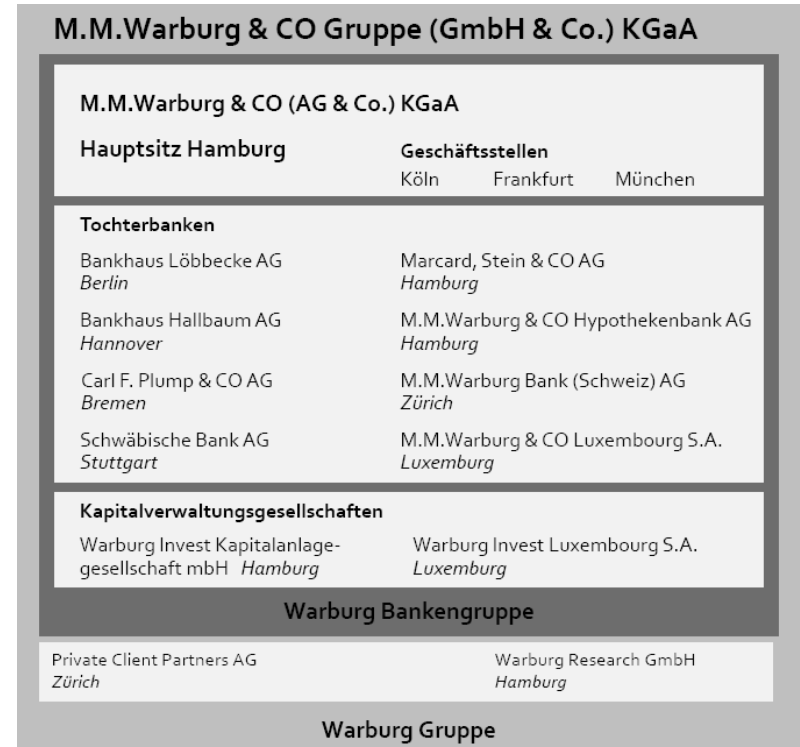 M.M.Warburg & CO Gruppe (GmbH & Co.) KGaA
M.M.Warburg & CO (AG & Co.) KGaA
Hauptsitz Hamburg
Geschäftsstellen
Köln Frankfurt München
Tochterbanken
Bankhaus Löbbecke AG
Berlin
Marcard, Stein & CO AG
Hamburg
Bankhaus Hallbaum AG
Hannover
M.M.Warburg & CO Hypothekenbank AG
Hamburg
Carl F. Plump & CO AG
Bremen
M.M.Warburg Bank (Schweiz) AG
Zürich
Schwäbische Bank AG
Stuttgart
M.M.Warburg & CO Luxembourg S.A.
Luxemburg
Kapitalverwaltungsgesellschaften
Warburg Invest Kapitalanlage-
gesellschaft mbH Hamburg
Warburg Invest Luxembourg S.A.
Luxemburg
Warburg Bankengruppe
Private Client Partners AG
Zürich
Warburg Research GmbH
Hamburg
Warburg Gruppe